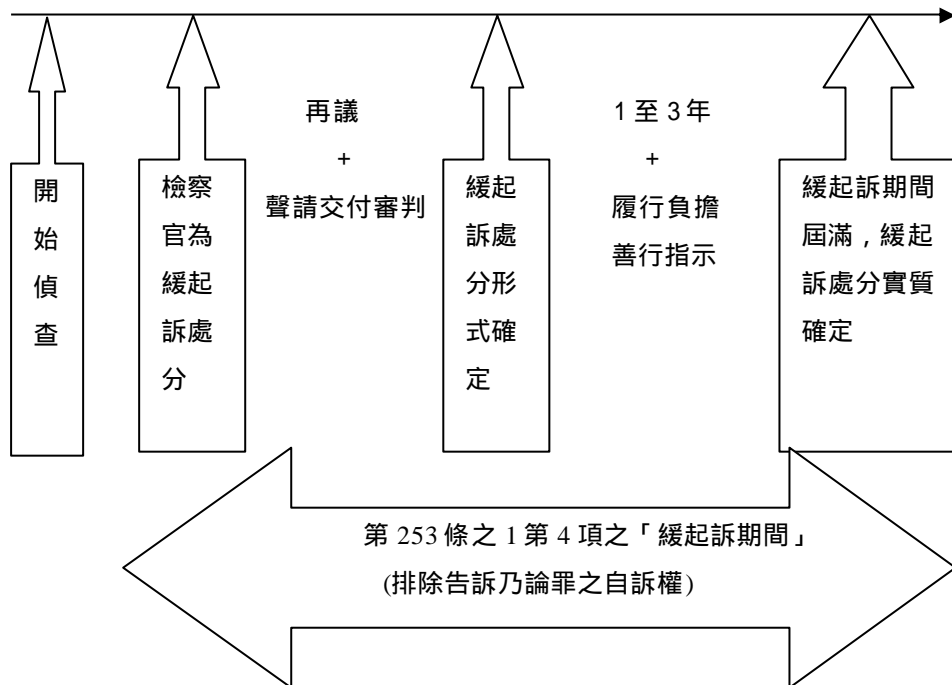 開
始
偵
查
檢察
官為
緩起
訴處
分
再議
+
聲請交付審判
緩起
訴處
分形
式確
定
1 至 3 年
+
履行負擔
善行指示
緩起訴期間
屆滿，緩起
訴處分實質
確定
第 253 條之 1 第 4 項之「緩起訴期間」
(排除告訴乃論罪之自訴權)